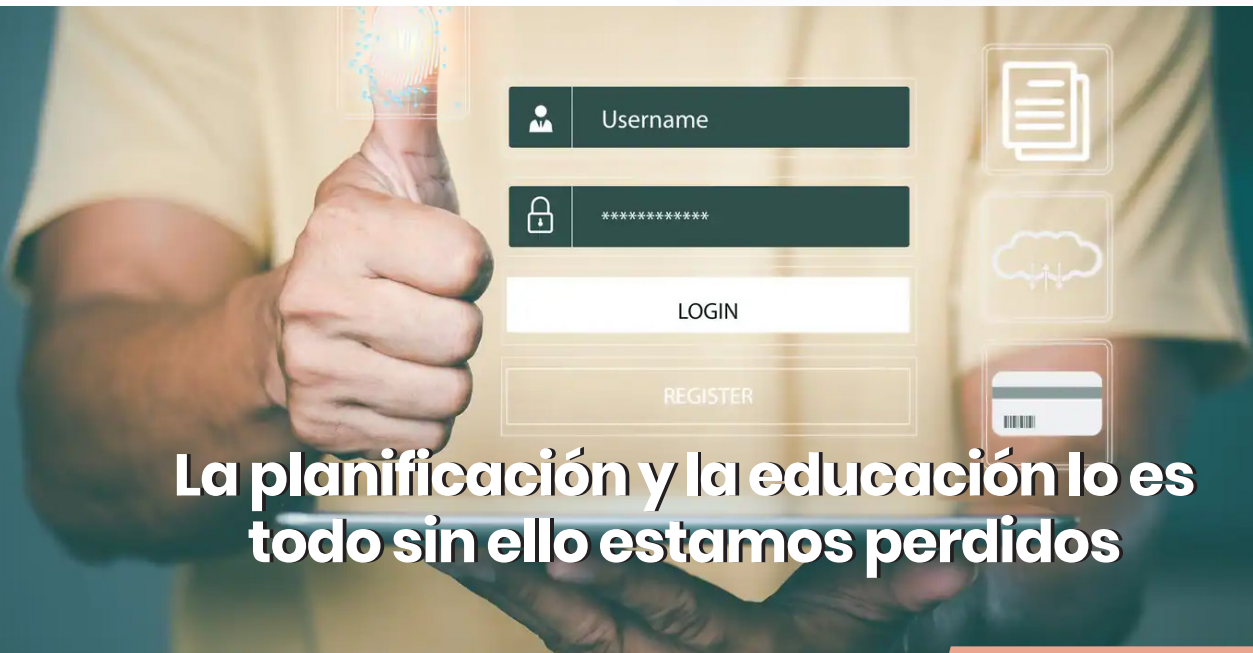 Username
************
LOGIN
REGISTER
La planificación y la educación lo es
todo sin ello estamos perdidos